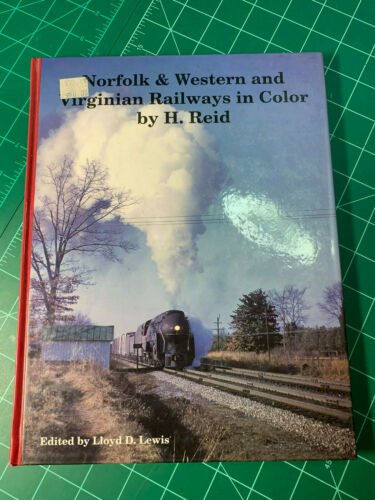 Norfolk & Western and
Virginian Railways in Color
by H. Reid
Edited by Lloyd D. Lewis